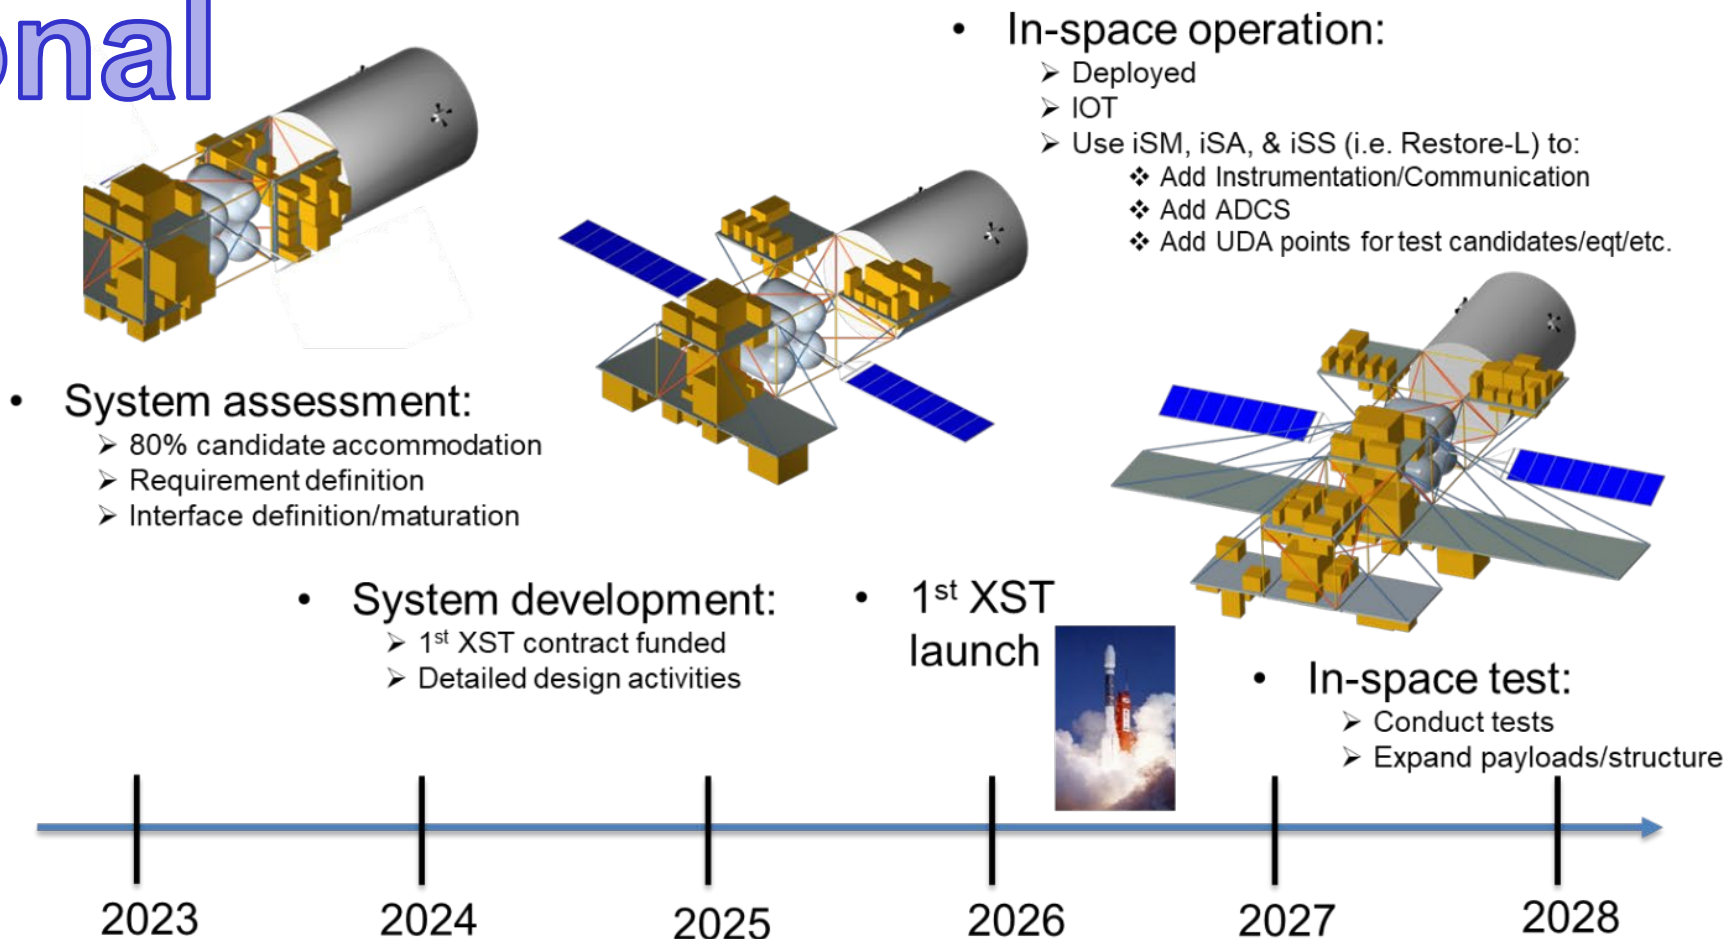 onal
• In-space operation:
➢ Deployed
➢ IOT
➢ Use iSM, iSA, & iSS (i.e. Restore-L) to:
❖ Add Instrumentation/Communication
❖ Add ADCS
❖ Add UDA points for test candidates/eqt/etc.
• System assessment:
➢ 80% candidate accommodation
➢ Requirement definition
➢ Interface definition/maturation
• System development:
➢ 1st XST contract funded
➢ Detailed design activities
• 1st XST
launch
• In-space test:
➢ Conduct tests
➢ Expand payloads/structure
2023 2024 2025 2026 2027 2028